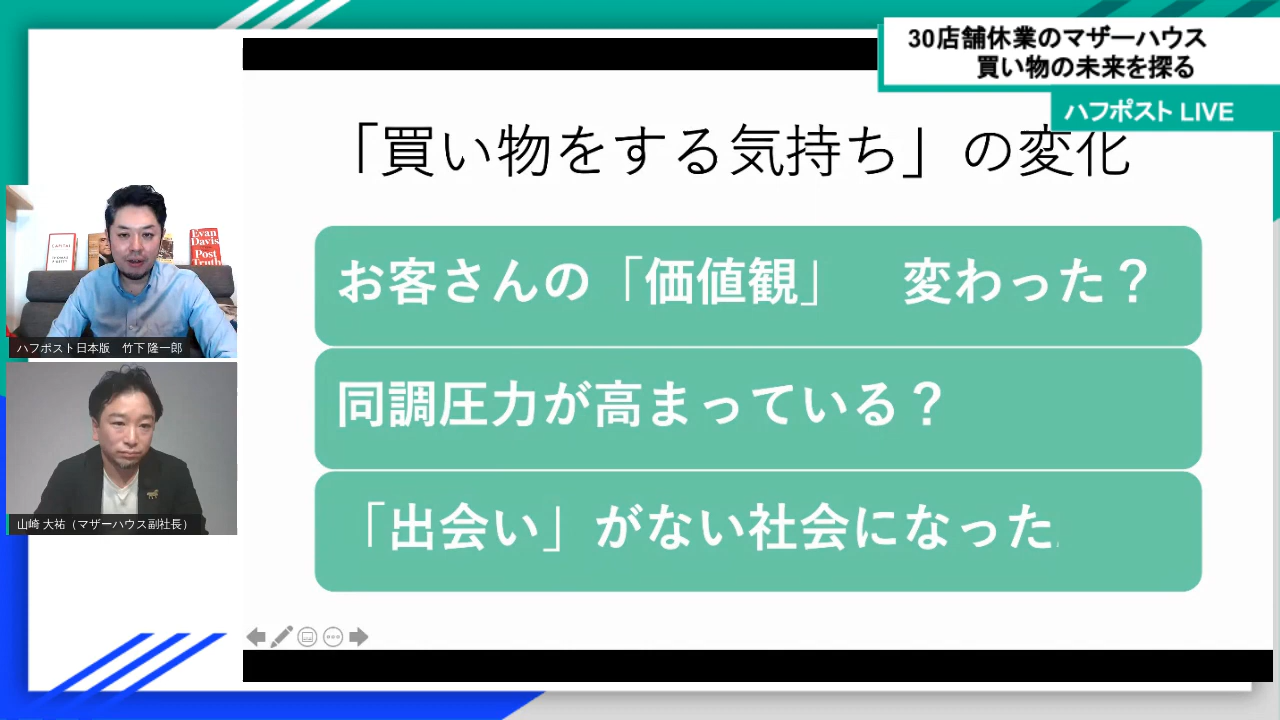 30店舗休業のマザーハウス
買い物の未来を探る
ハフポスト LIVE
「買い物をする気持ち」の変化
お客さんの「価値観」　変わった？
同調圧力が高まっている？
「出会い」がない社会になった
CAPITAL
Evan
Davis
Post
Truth
ハフポスト日本版　竹下 隆一郎
山崎 大祐（マザーハウス副社長）